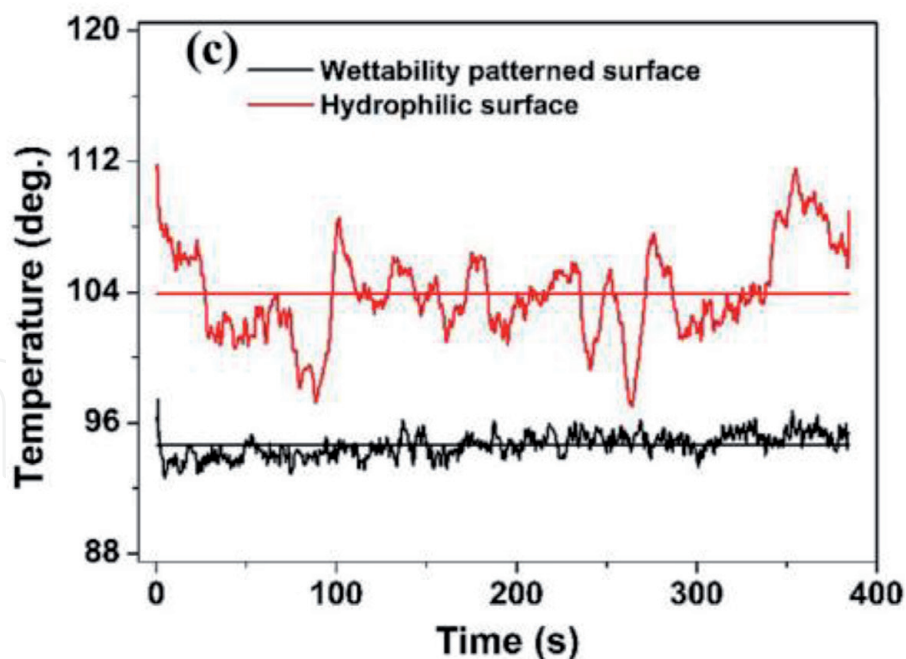 (c)
Wettability patterned surface
Hydrophilic surface
Temperature (deg.)
120
112
104
96
88
0 100 200 300 400
Time (s)